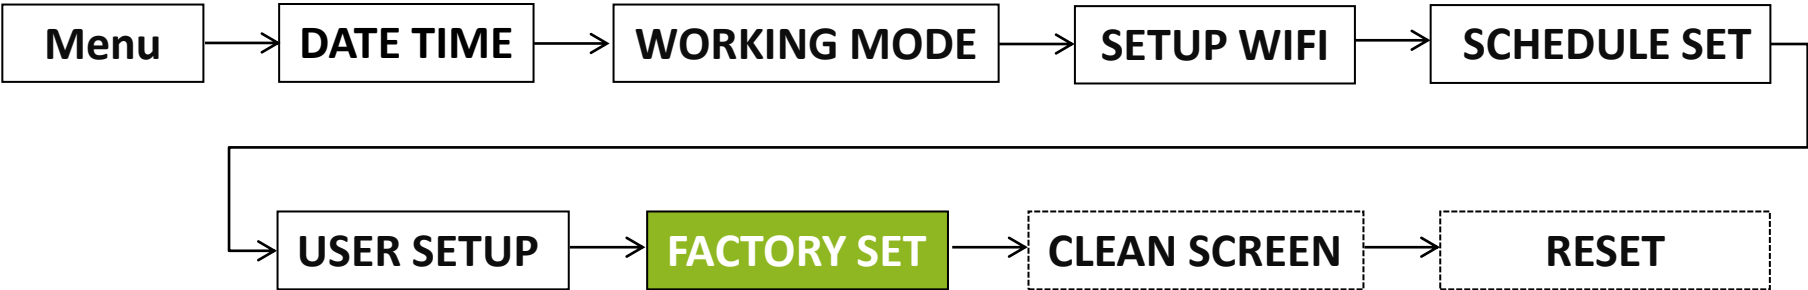 Menu
DATE TIME
WORKING MODE
SETUP WIFI
SCHEDULE SET
USER SETUP
FACTORY SET
CLEAN SCREEN
RESET